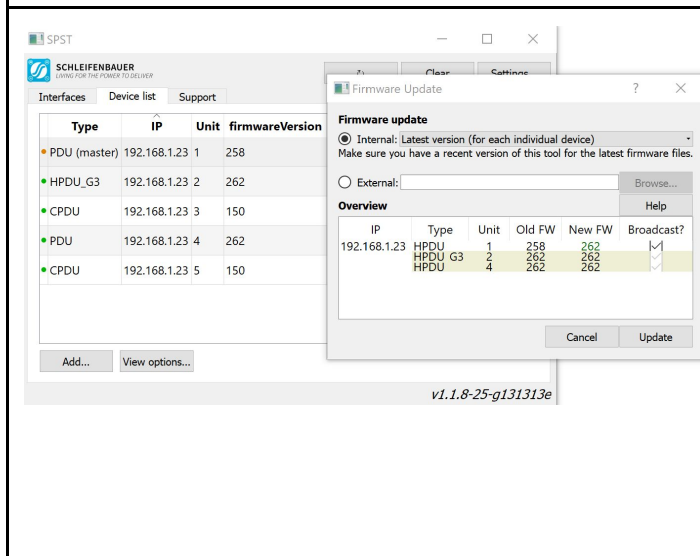 SPST
SCHLEIFENBAUER
LIVING FOR THE POWER TO DELIVER
Clear
Settings
Interfaces Device list Support
Type IP Unit firmwareVersion
PDU (master) 192.168.1.23 1 258
HPDU_G3 192.168.1.23 2 262
CPDU 192.168.1.23 3 150
PDU 192.168.1.23 4 262
CPDU 192.168.1.23 5 150
Add... View options...
v1.1.8-25-g131313e
Firmware Update ?
Firmware update
Internal: Latest version (for each individual device)
Make sure you have a recent version of this tool for the latest firmware files.
External: Browse...
Overview Help
IP Type Unit Old FW New FW Broadcast?
192.168.1.23 HPDU 1 258 262
HPDU G3 2 262 262
HPDU 4 262 262
Cancel Update